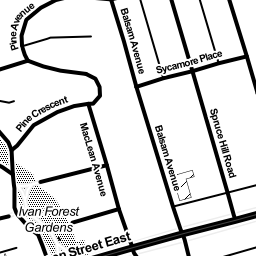 Pine Avenue
Balsam Avenue
Sycamore Place
Pine Crescent
MacLean Avenue
Balsam Avenue
Spruce Hill Road
Ivan Forest
Gardens
Street East